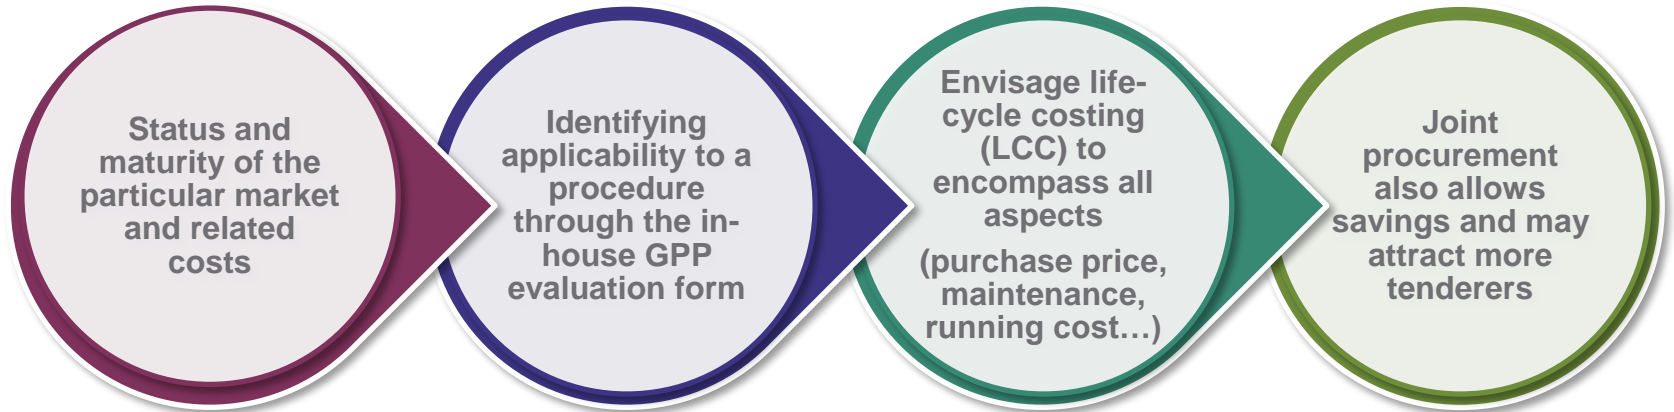 Status and
maturity of the
particular market
and related
costs
Identifying
applicability to a
procedure
through the in-
house GPP
evaluation form
Envisage life-
cycle costing
(LCC) to
encompass all
aspects
(purchase price,
maintenance,
running cost…)
Joint
procurement
also allows
savings and may
attract more
tenderers